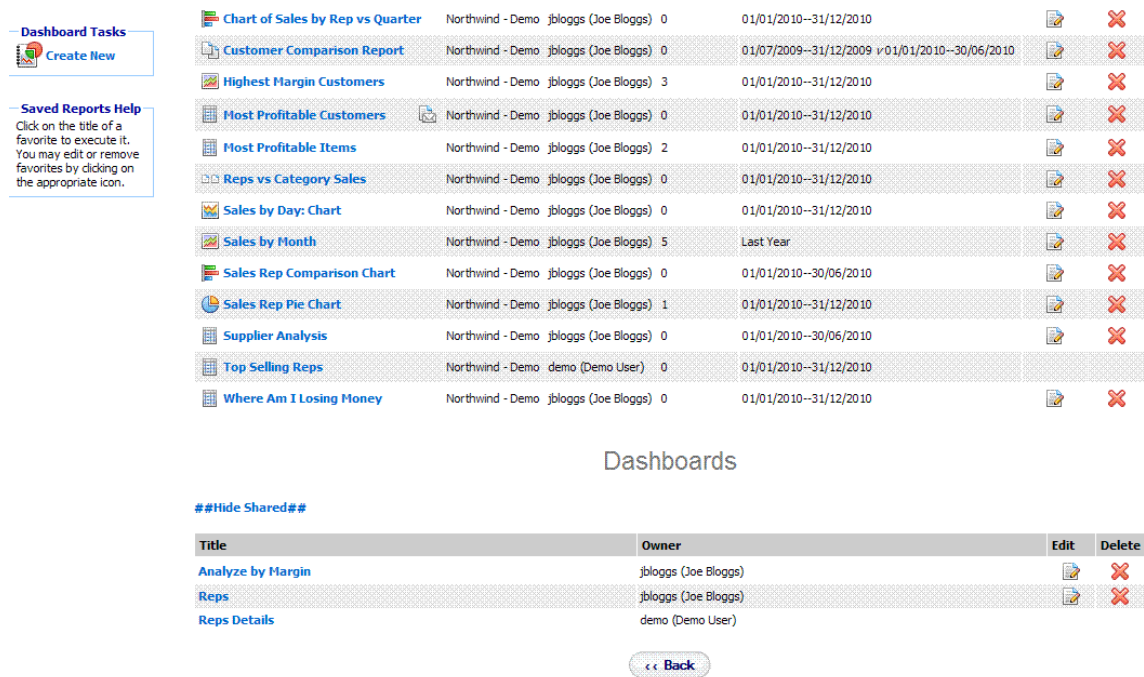 Dashboard Tasks
Create New
Saved Reports Help
Click on the title of a
favorite to execute it.
You may edit or remove
favorites by clicking on
the appropriate icon.
Chart of Sales by Rep vs Quarter Northwind - Demo jbloggs (Joe Bloggs) 0 01/01/2010--31/12/2010
Customer Comparison Report Northwind - Demo jbloggs (Joe Bloggs) 0 01/07/2009--31/12/2009 v 01/01/2010--30/06/2010
Highest Margin Customers Northwind - Demo jbloggs (Joe Bloggs) 3 01/01/2010--31/12/2010
Most Profitable Customers Northwind - Demo jbloggs (Joe Bloggs) 0 01/01/2010--31/12/2010
Most Profitable Items Northwind - Demo jbloggs (Joe Bloggs) 2 01/01/2010--31/12/2010
Reps vs Category Sales Northwind - Demo jbloggs (Joe Bloggs) 0 01/01/2010--31/12/2010
Sales by Day: Chart Northwind - Demo jbloggs (Joe Bloggs) 0 01/01/2010--31/12/2010
Sales by Month Northwind - Demo jbloggs (Joe Bloggs) 5 Last Year
Sales Rep Comparison Chart Northwind - Demo jbloggs (Joe Bloggs) 0 01/01/2010--30/06/2010
Sales Rep Pie Chart Northwind - Demo jbloggs (Joe Bloggs) 1 01/01/2010--31/12/2010
Supplier Analysis Northwind - Demo jbloggs (Joe Bloggs) 0 01/01/2010--30/06/2010
Top Selling Reps Northwind - Demo demo (Demo User) 0 01/01/2010--31/12/2010
Where Am I Losing Money Northwind - Demo jbloggs (Joe Bloggs) 0 01/01/2010--31/12/2010
Dashboards
##Hide Shared##
Title Owner Edit Delete
Analyze by Margin jbloggs (Joe Bloggs)
Reps jbloggs (Joe Bloggs)
Reps Details demo (Demo User)
‹‹ Back